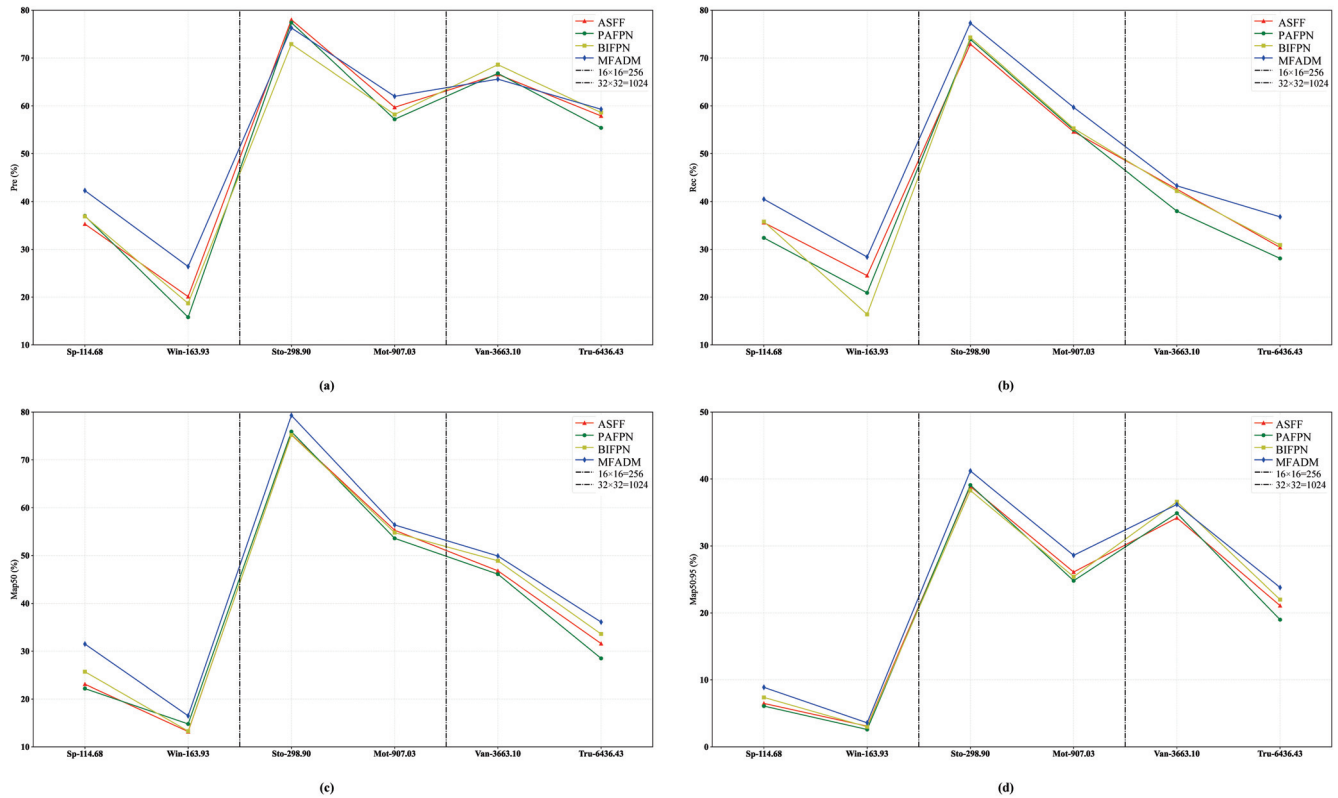 80
70
60
50
40
30
20
10
Pre (%)
ASFF
PAFPN
BIFPN
MFADM
16×16=256
32×32=1024
Sp-114.68 Win-163.93 Sto-298.90 Mot-907.03 Van-3663.10 Tru-6436.43
(a)
80
70
60
50
40
30
20
10
Rec (%)
ASFF
PAFPN
BIFPN
MFADM
16×16=256
32×32=1024
Sp-114.68 Win-163.93 Sto-298.90 Mot-907.03 Van-3663.10 Tru-6436.43
(b)
80
70
60
50
40
30
20
10
Map50 (%)
ASFF
PAFPN
BIFPN
MFADM
16×16=256
32×32=1024
Sp-114.68 Win-163.93 Sto-298.90 Mot-907.03 Van-3663.10 Tru-6436.43
(c)
50
40
30
20
10
0
Map50:95 (%)
ASFF
PAFPN
BIFPN
MFADM
16×16=256
32×32=1024
Sp-114.68 Win-163.93 Sto-298.90 Mot-907.03 Van-3663.10 Tru-6436.43
(d)